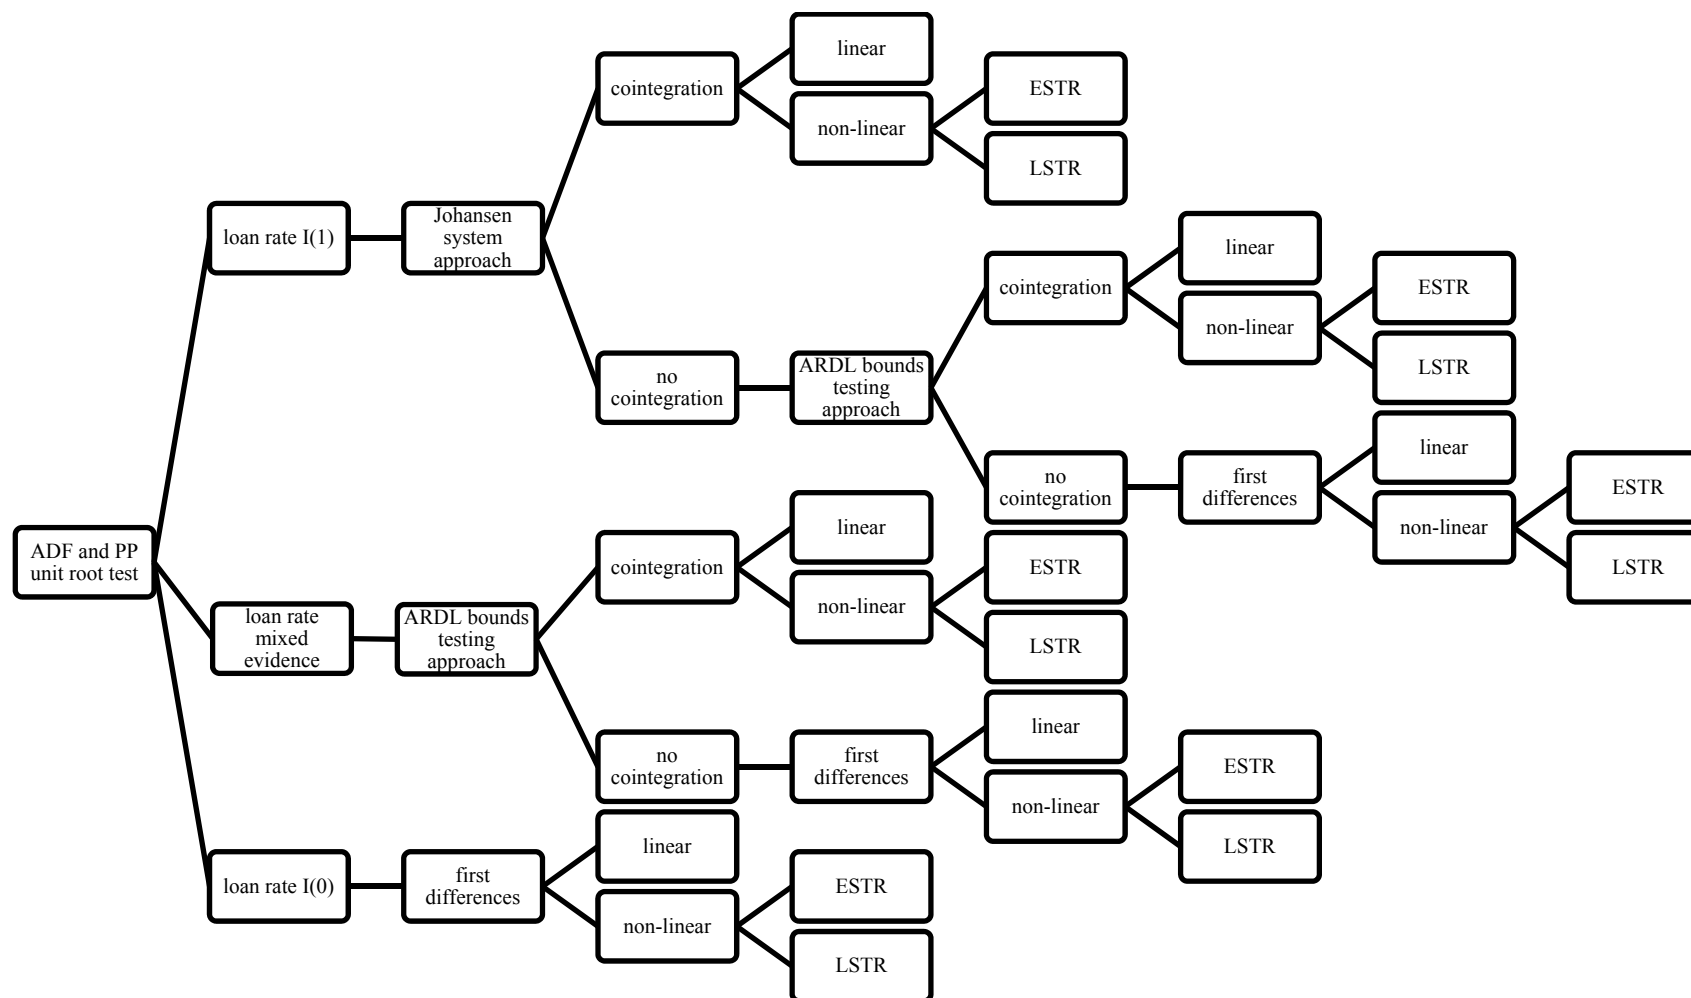 linear
cointegration
ESTR
non-linear
LSTR
Johansen
system
approach
loan rate I(1)
linear
cointegration
ESTR
non-linear
no
cointegration
ARDL bounds
testing
approach
LSTR
linear
no
cointegration
first
differences
ESTR
non-linear
LSTR
ADF and PP
unit root test
linear
cointegration
ESTR
non-linear
loan rate
mixed
evidence
ARDL bounds
testing
approach
LSTR
linear
no
cointegration
first
differences
ESTR
non-linear
LSTR
linear
loan rate I(0)
first
differences
ESTR
non-linear
LSTR